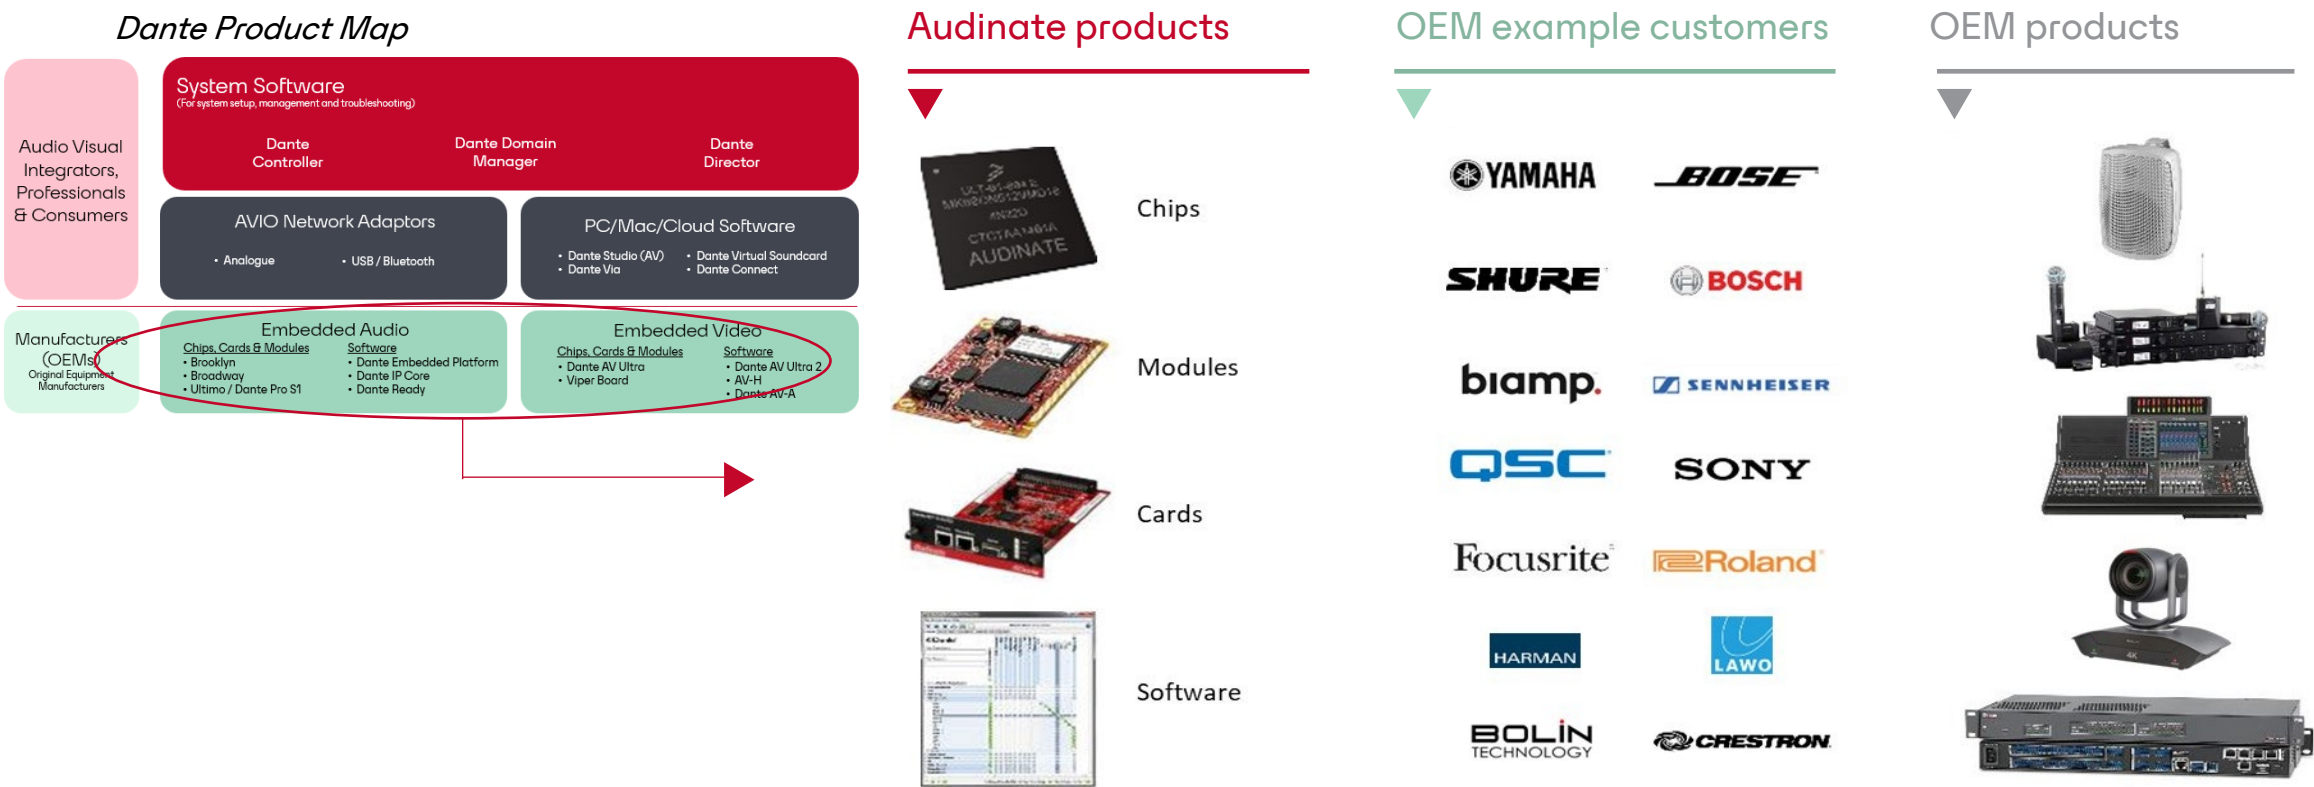 Dante Product Map
Audio Visual
Integrators,
Professionals
& Consumers
System Software
(For system setup, management and troubleshooting)
Dante
Controller
Dante Domain
Manager
Dante
Director
AVIO Network Adaptors
• Analogue
• USB / Bluetooth
PC/Mac/Cloud Software
• Dante Studio (AV)
• Dante Via
• Dante Virtual Soundcard
• Dante Connect
Manufacturers
(OEMs)
Original Equipment
Manufacturers
Embedded Audio
Chips, Cards & Modules
• Brooklyn
• Broadway
• Ultimo / Dante Pro S1
Software
• Dante Embedded Platform
• Dante IP Core
• Dante Ready
Embedded Video
Chips, Cards & Modules
• Dante AV Ultra
• Viper Board
Software
• Dante AV Ultra 2
• AV-H
• Dante AV-A
Audinate products
AUDINATE
Chips
Modules
Cards
Software
OEM example customers
YAMAHA
BOSE
SHURE
BOSCH
biamp.
SENNHEISER
QSC
SONY
Focusrite
Roland
HARMAN
LAWO
BOLIN
TECHNOLOGY
CRESTRON
OEM products
4K